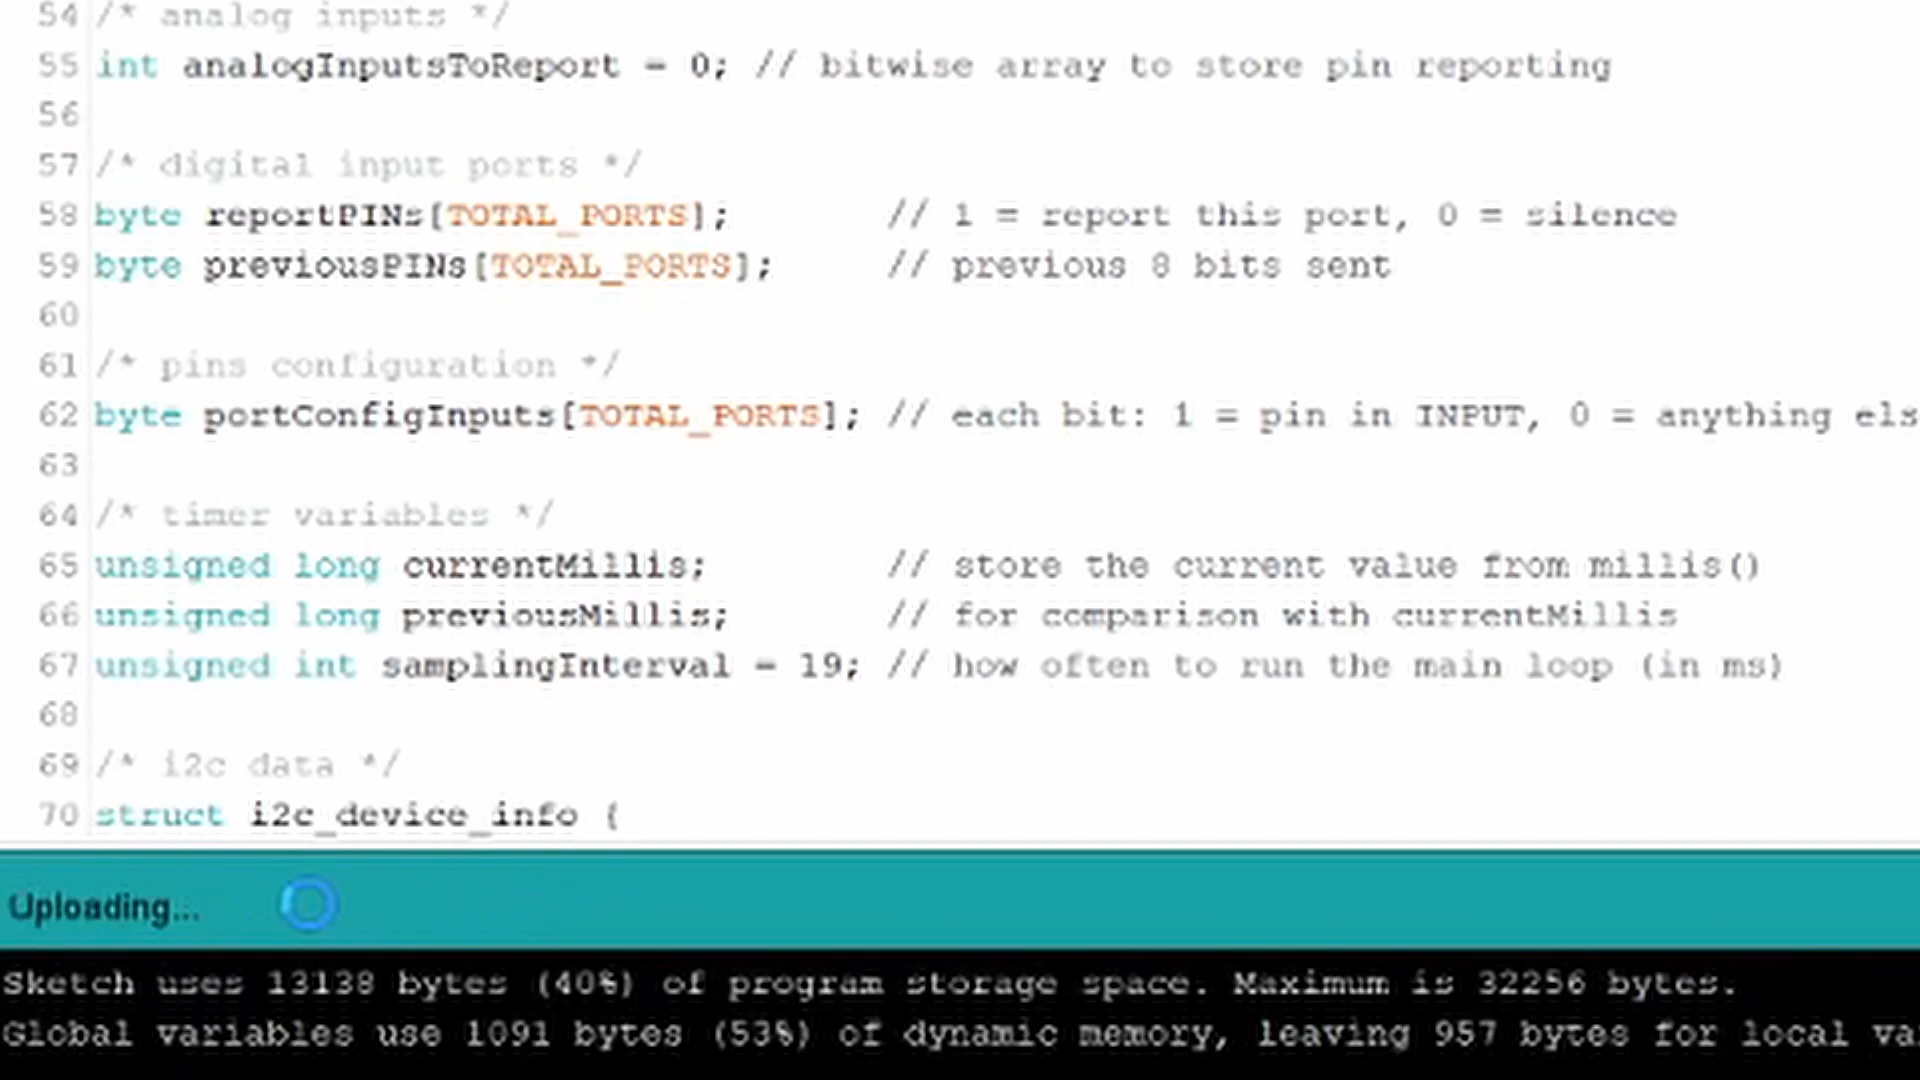 54 /* analog inputs */
55 int analogInputsToReport = 0; // bitwise array to store pin reporting
56
57 /* digital input ports */
58 byte reportPINs[TOTAL_PORTS];       // 1 = report this port, 0 = silence
59 byte previousPINs[TOTAL_PORTS];     // previous 8 bits sent
60
61 /* pins configuration */
62 byte portConfigInputs[TOTAL_PORTS]; // each bit: 1 = pin in INPUT, 0 = anything els
63
64 /* timer variables */
65 unsigned long currentMillis;        // store the current value from millis()
66 unsigned long previousMillis;       // for comparison with currentMillis
67 unsigned int samplingInterval = 19; // how often to run the main loop (in ms)
68
69 /* i2c data */
70 struct i2c_device_info {
Uploading...
Sketch uses 13138 bytes (40%) of program storage space. Maximum is 32256 bytes.
Global variables use 1091 bytes (53%) of dynamic memory, leaving 957 bytes for local va